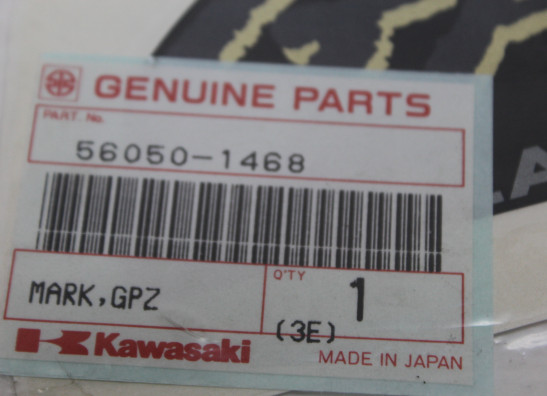 GENUINE PARTS
PART. No.
56050-1468
MARK,GPZ
Q'TY
1
(3E)
Kawasaki
MADE IN JAPAN